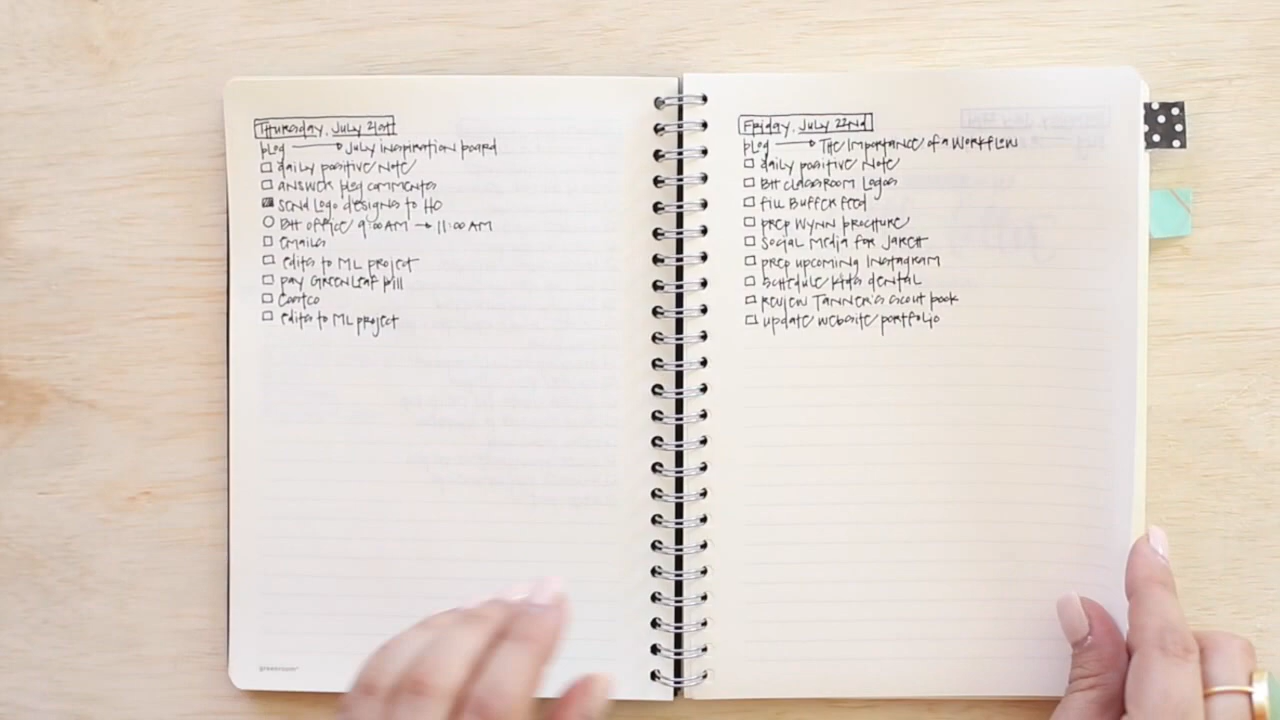 Thursday, July 21st
blog → July inspiration board
daily positive note
answer blog comments
send logo designs to HO
BH office 9:00 AM → 11:00 AM
emails
edits to ML project
pay Greenleaf bill
Costco
edits to ML project
greenroom
Friday, July 22nd
blog → The Importance of a Workflow
daily positive note
BH classroom logos
fill Buffer feed
prep Wynn brochure
social media for Jarett
prep upcoming Instagram
schedule kids dental
review Tanner's scout book
update website portfolio